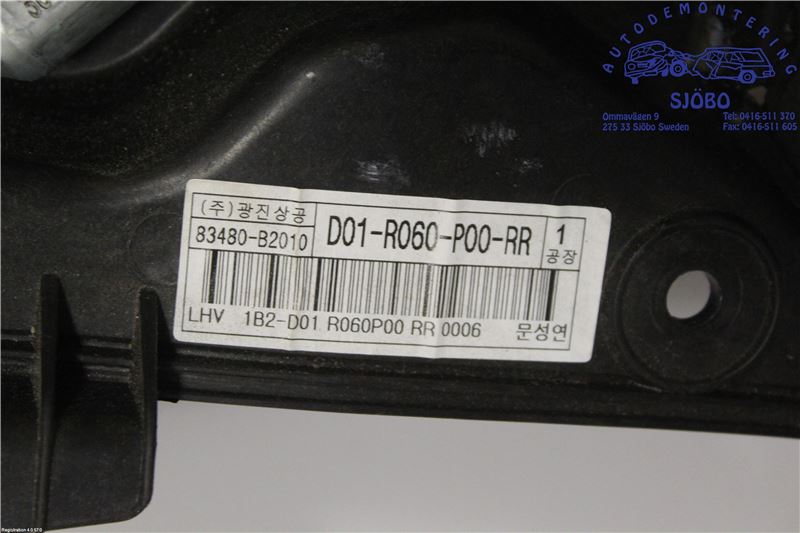 AUTODEMONTERING
SJÖBO
Ommavägen 9
275 33 Sjöbo Sweden
Tel: 0416-511 370
Fax: 0416-511 605
(주)광진상공
83480-B2010
D01-R060-P00-RR
1
공장
LHV 1B2-D01 R060P00 RR 0006 문성연